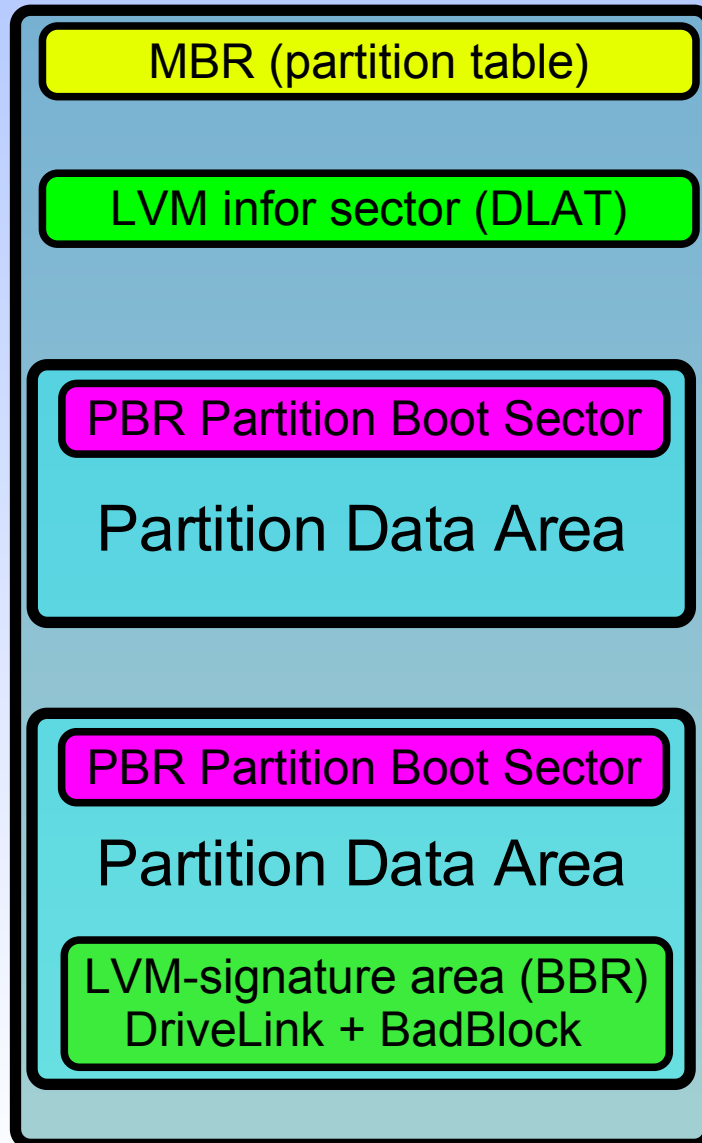 MBR (partition table)
LVM infor sector (DLAT)
PBR Partition Boot Sector
Partition Data Area
PBR Partition Boot Sector
Partition Data Area
LVM-signature area (BBR)
DriveLink + BadBlock